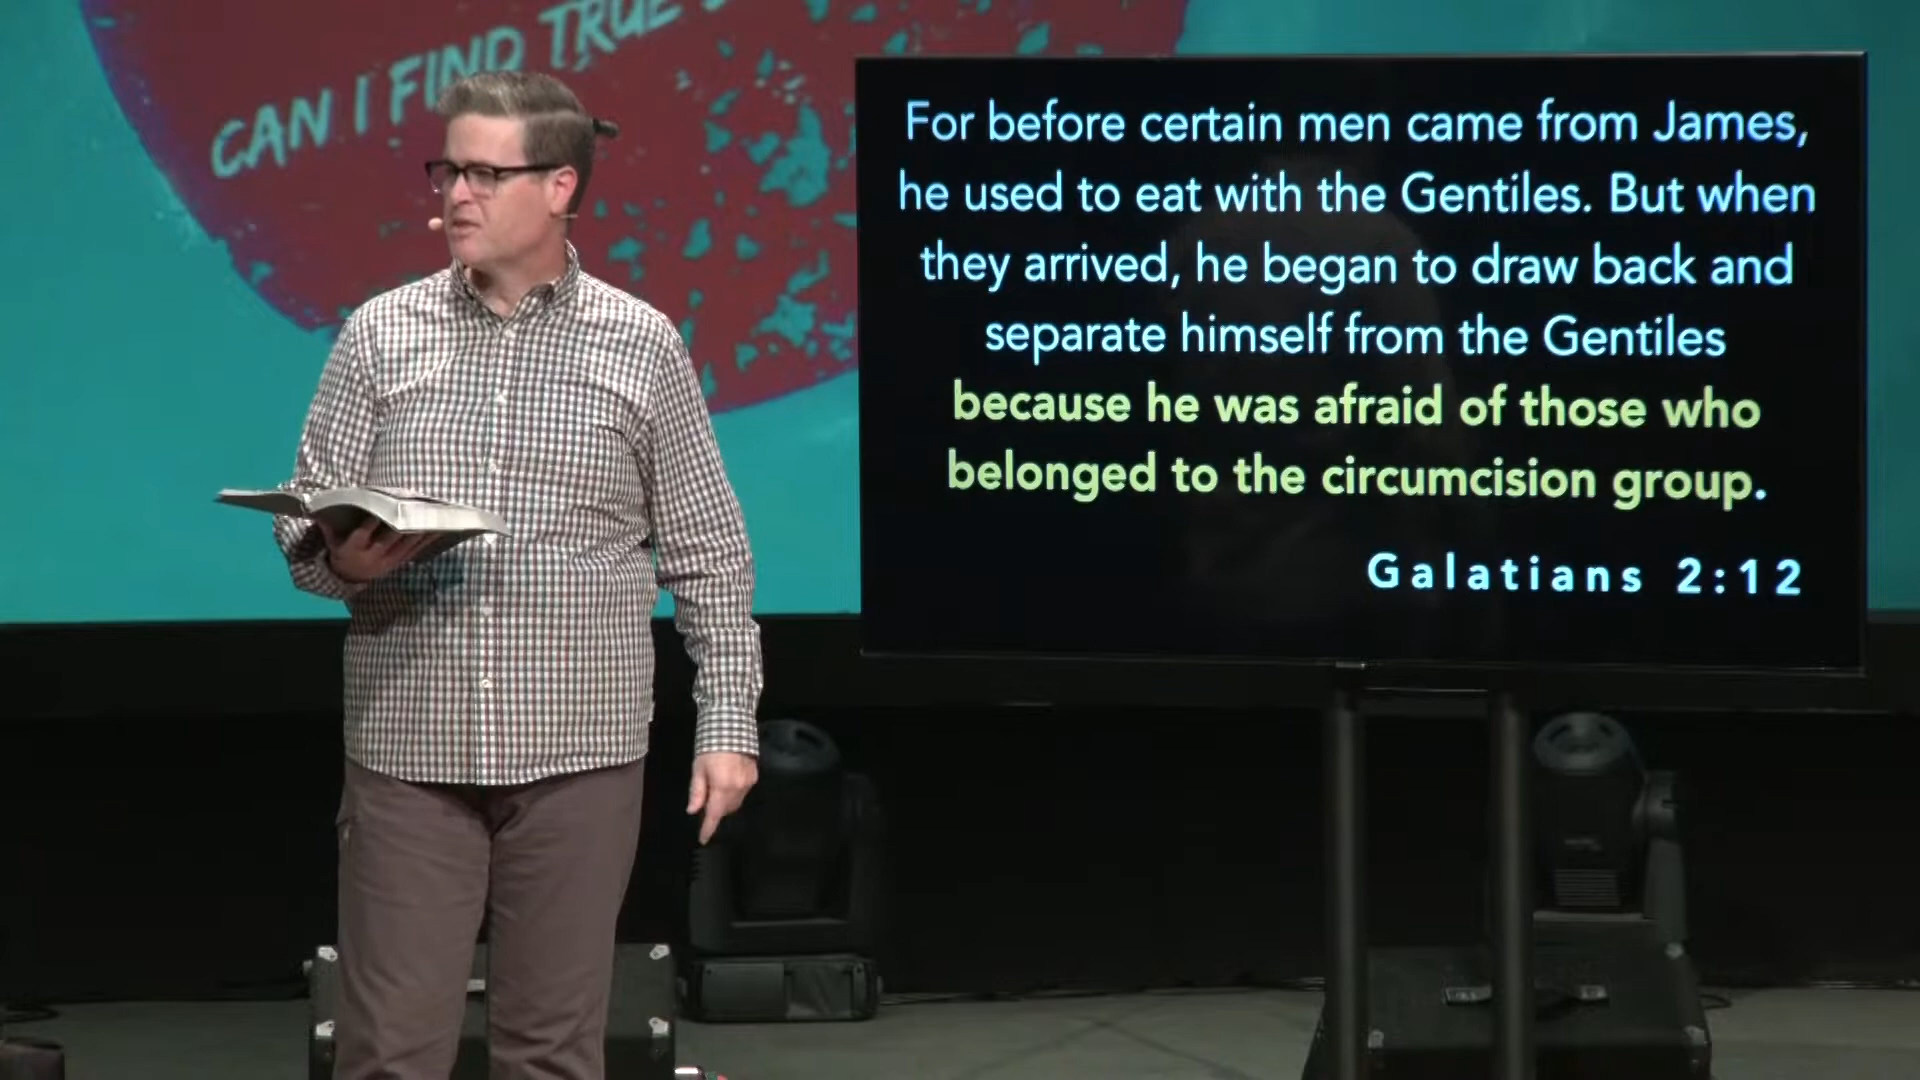 CAN I FIND TRUE
For before certain men came from James,
he used to eat with the Gentiles. But when
they arrived, he began to draw back and
separate himself from the Gentiles
because he was afraid of those who
belonged to the circumcision group.
Galatians 2:12